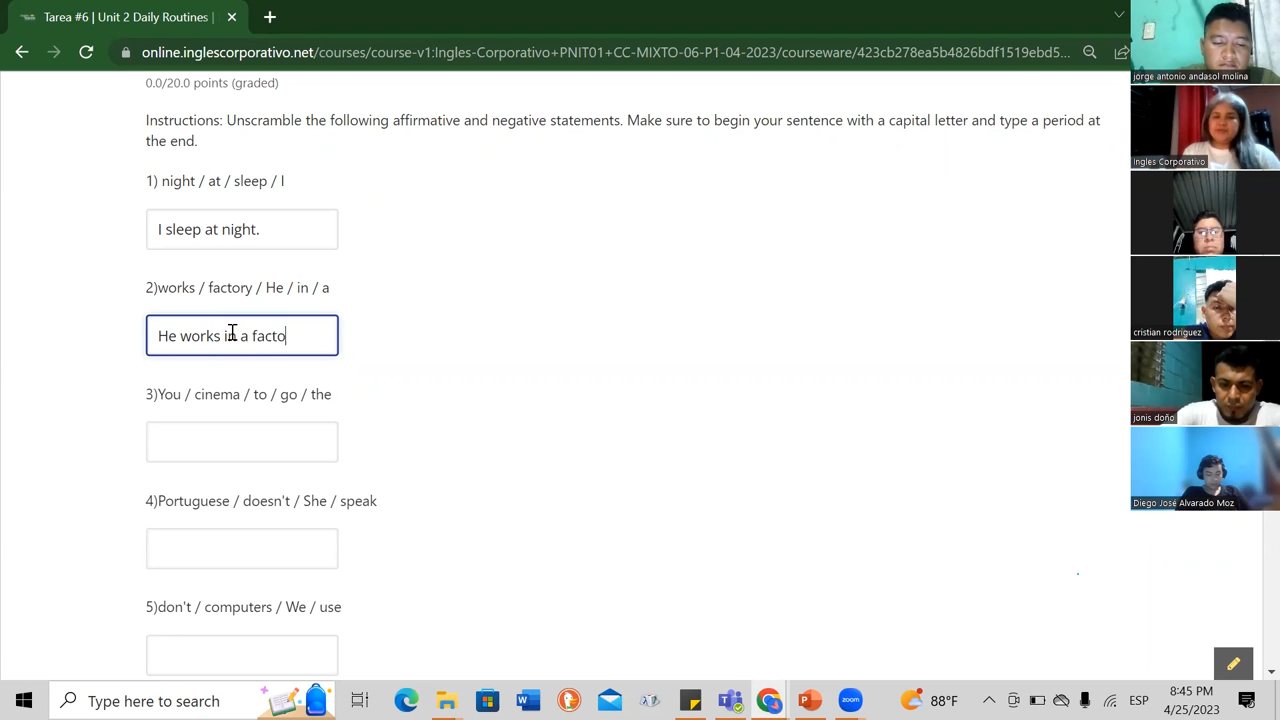 Tarea #6 | Unit 2 Daily Routines |
online.inglescorporativo.net/courses/course-v1:Ingles-Corporativo+PNIT01+CC-MIXTO-06-P1-04-2023/courseware/423cb278ea5b4826bdf1519ebd5...
0.0/20.0 points (graded)
Instructions: Unscramble the following affirmative and negative statements. Make sure to begin your sentence with a capital letter and type a period at
the end.
1) night / at / sleep / I
I sleep at night.
2)works / factory / He / in / a
He works in a facto
3)You / cinema / to / go / the
4)Portuguese / doesn't / She / speak
5)don't / computers / We / use
jorge antonio andasol molina
Ingles Corporativo
cristian rodriguez
jonis doño
Diego José Alvarado Moz
Type here to search
88°F
ESP
8:45 PM
4/25/2023